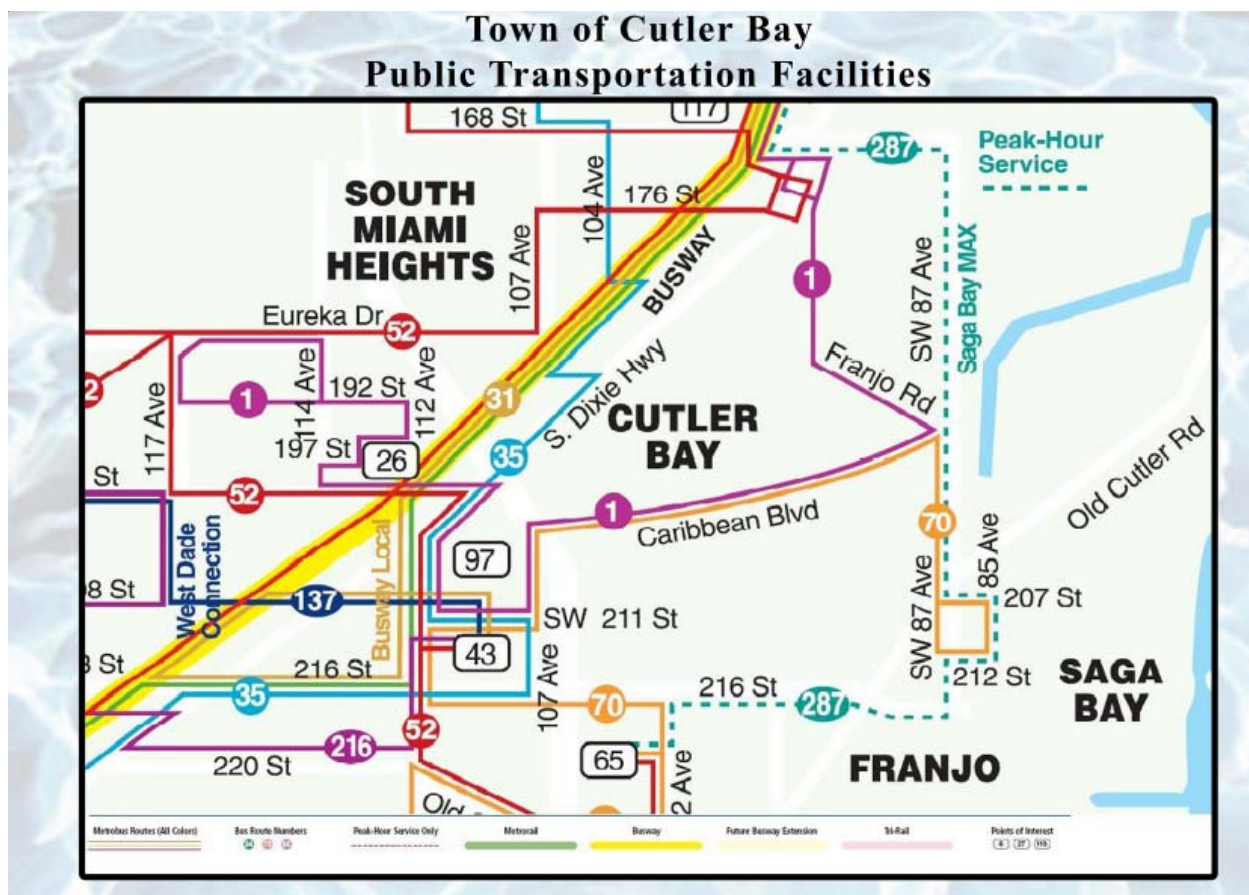 Town of Cutler Bay
Public Transportation Facilities
168 St
117
287
Peak-Hour
Service
SOUTH
MIAMI
HEIGHTS
104 Ave
176 St
107 Ave
BUSWAY
1
SW 87 Ave
Saga Bay MAX
Eureka Dr
52
2
117 Ave
1
114 Ave
192 St
112 Ave
31
S. Dixie Hwy
Franjo Rd
CUTLER
BAY
197 St
26
35
St
52
1
Caribbean Blvd
70
Old Cutler Rd
West Dade
Connection
Busway Local
97
85 Ave
137
SW 211 St
SW 87 Ave
207 St
43
216 St
107 Ave
212 St
SAGA
BAY
35
70
216 St
287
52
216
220 St
65
FRANJO
2 Ave
Old
Metrobus Routes (All Colors)
Bus Route Numbers
Peak-Hour Service Only
Metrorail
Busway
Future Busway Extension
Tri-Rail
Points of Interest